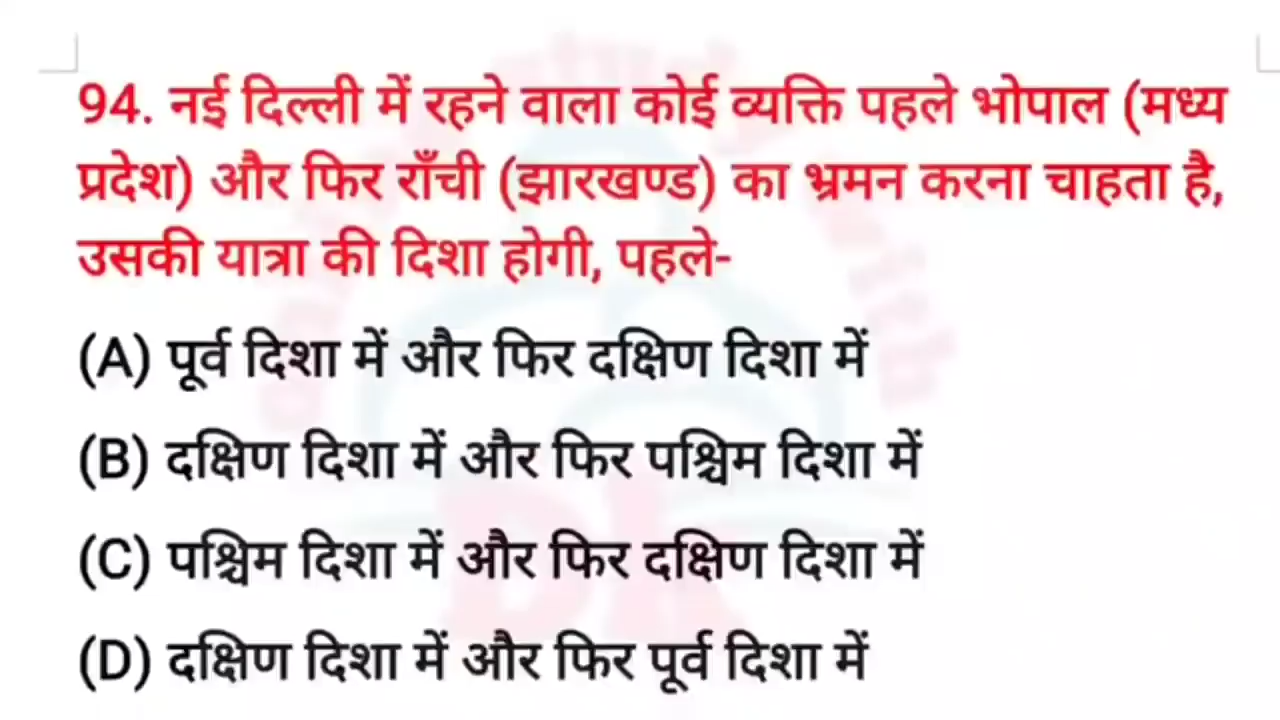 94. नई दिल्ली में रहने वाला कोई व्यक्ति पहले भोपाल (मध्य
प्रदेश) और फिर राँची (झारखण्ड) का भ्रमन करना चाहता है,
उसकी यात्रा की दिशा होगी, पहले-
(A) पूर्व दिशा में और फिर दक्षिण दिशा में
(B) दक्षिण दिशा में और फिर पश्चिम दिशा में
(C) पश्चिम दिशा में और फिर दक्षिण दिशा में
(D) दक्षिण दिशा में और फिर पूर्व दिशा में